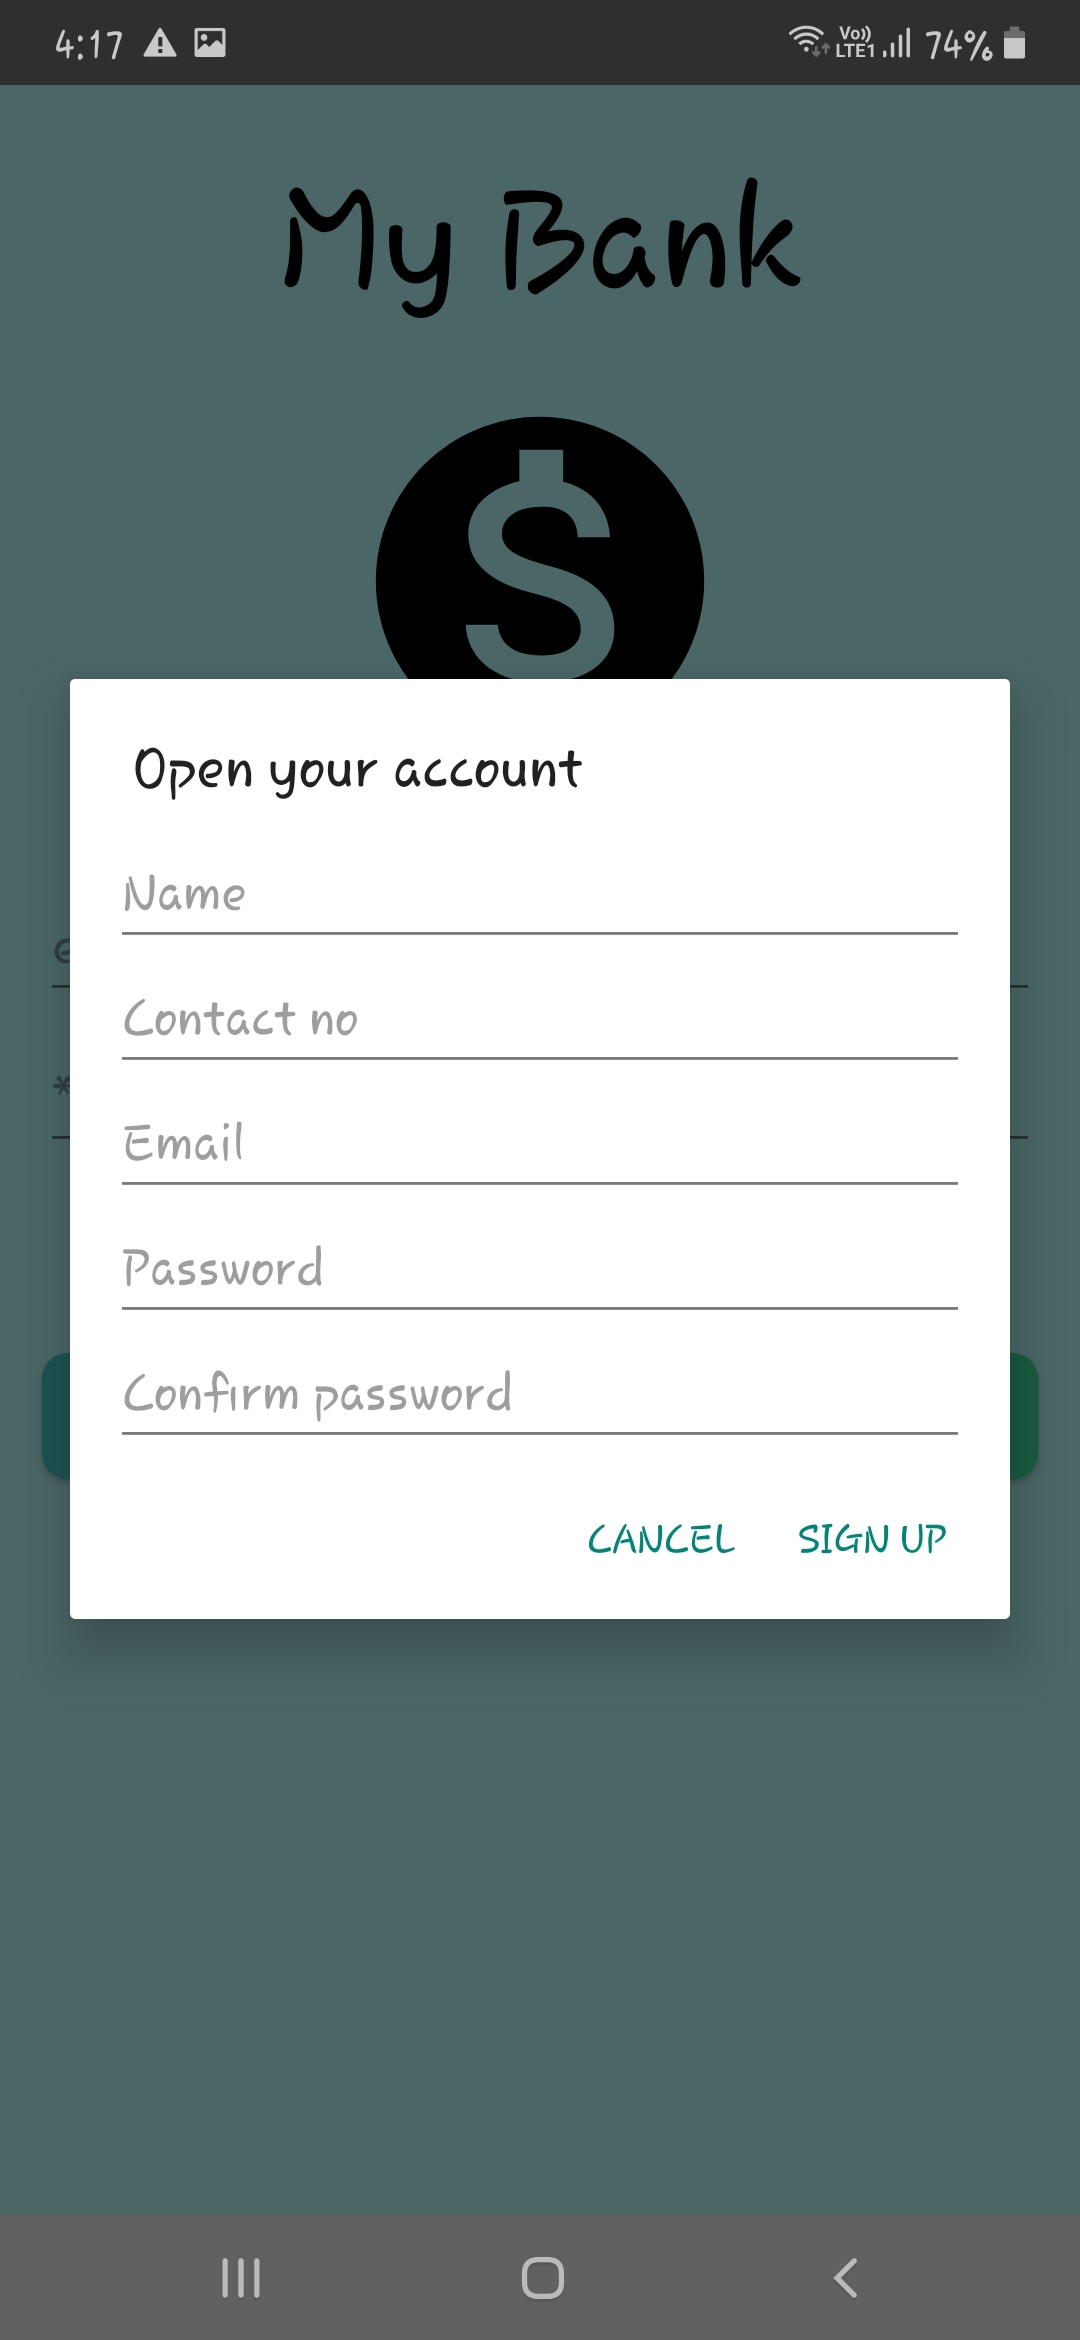 4:17 Vo)) LTE1 74%
My Bank
$
Open your account
Name
Contact no
Email
*
Password
Confirm password
CANCEL SIGN UP